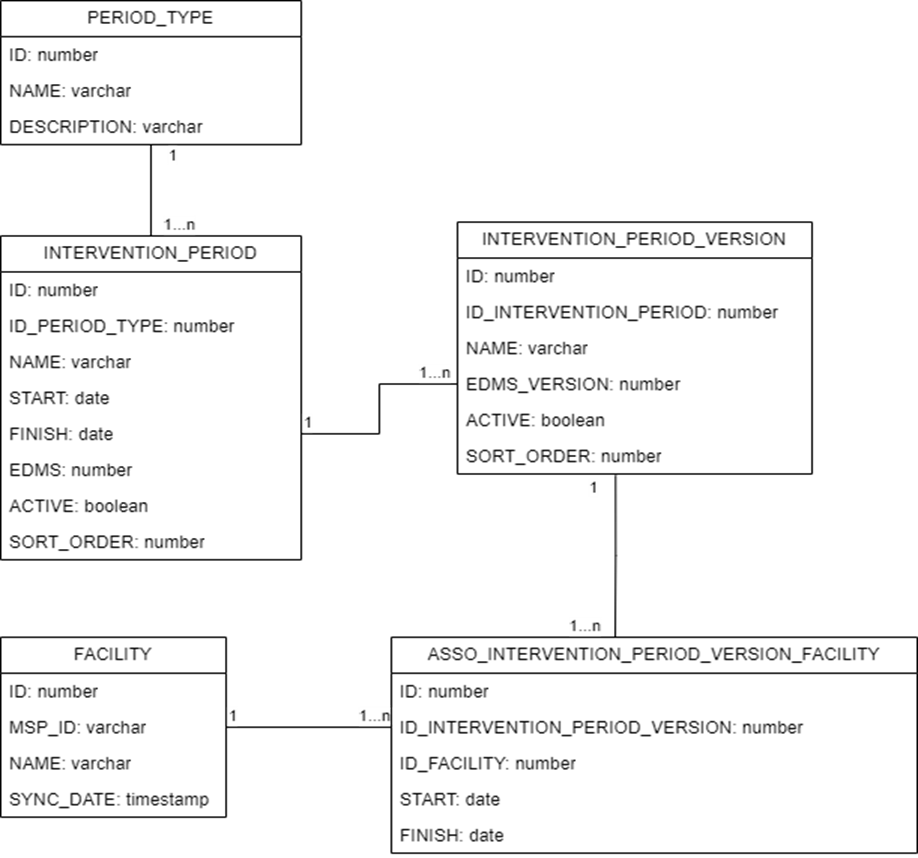 PERIOD_TYPE
ID: number
NAME: varchar
DESCRIPTION: varchar
1
1...n
INTERVENTION_PERIOD
ID: number
ID_PERIOD_TYPE: number
NAME: varchar
START: date
FINISH: date
EDMS: number
ACTIVE: boolean
SORT_ORDER: number
1
1...n
INTERVENTION_PERIOD_VERSION
ID: number
ID_INTERVENTION_PERIOD: number
NAME: varchar
EDMS_VERSION: number
ACTIVE: boolean
SORT_ORDER: number
1
1...n
FACILITY
ID: number
MSP_ID: varchar
NAME: varchar
SYNC_DATE: timestamp
1
1...n
ASSO_INTERVENTION_PERIOD_VERSION_FACILITY
ID: number
ID_INTERVENTION_PERIOD_VERSION: number
ID_FACILITY: number
START: date
FINISH: date